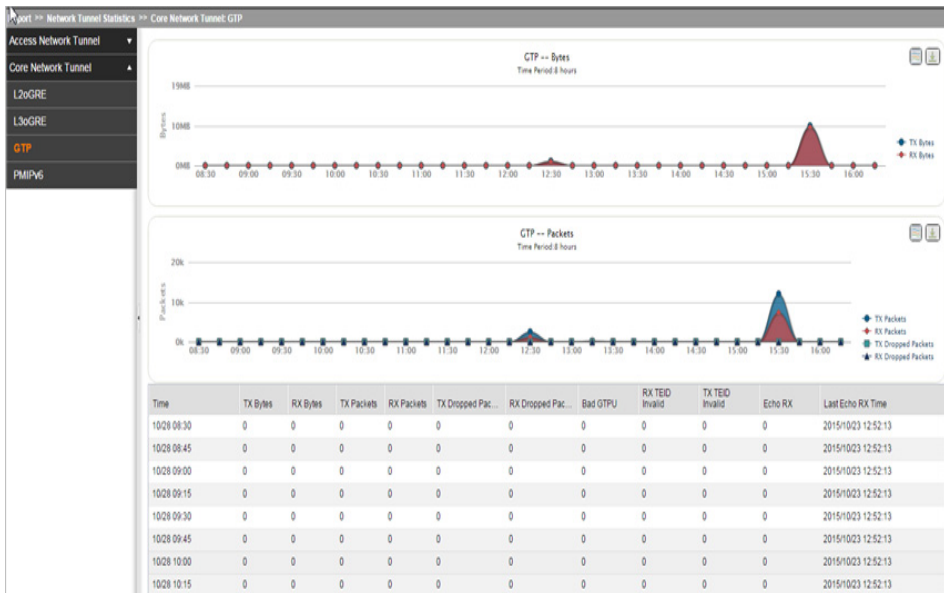 port >> Network Tunnel Statistics >> Core Network Tunnel: GTP
Access Network Tunnel
Core Network Tunnel
L2oGRE
L3oGRE
GTP
PMIPv6
GTP -- Bytes
Time Period:8 hours
19MB
10MB
0MB
Bytes
08:30 09:00 09:30 10:00 10:30 11:00 11:30 12:00 12:30 13:00 13:30 14:00 14:30 15:00 15:30 16:00
TX Bytes
RX Bytes
GTP -- Packets
Time Period:8 hours
20k
10k
0k
Packets
08:30 09:00 09:30 10:00 10:30 11:00 11:30 12:00 12:30 13:00 13:30 14:00 14:30 15:00 15:30 16:00
TX Packets
RX Packets
TX Dropped Packets
RX Dropped Packets
Time TX Bytes RX Bytes TX Packets RX Packets TX Dropped Pac... RX Dropped Pac... Bad GTPU RX TEID Invalid TX TEID Invalid Echo RX Last Echo RX Time
10/28 08:30 0 0 0 0 0 0 0 0 0 0 2015/10/23 12:52:13
10/28 08:45 0 0 0 0 0 0 0 0 0 0 2015/10/23 12:52:13
10/28 09:00 0 0 0 0 0 0 0 0 0 0 2015/10/23 12:52:13
10/28 09:15 0 0 0 0 0 0 0 0 0 0 2015/10/23 12:52:13
10/28 09:30 0 0 0 0 0 0 0 0 0 0 2015/10/23 12:52:13
10/28 09:45 0 0 0 0 0 0 0 0 0 0 2015/10/23 12:52:13
10/28 10:00 0 0 0 0 0 0 0 0 0 0 2015/10/23 12:52:13
10/28 10:15 0 0 0 0 0 0 0 0 0 0 2015/10/23 12:52:13